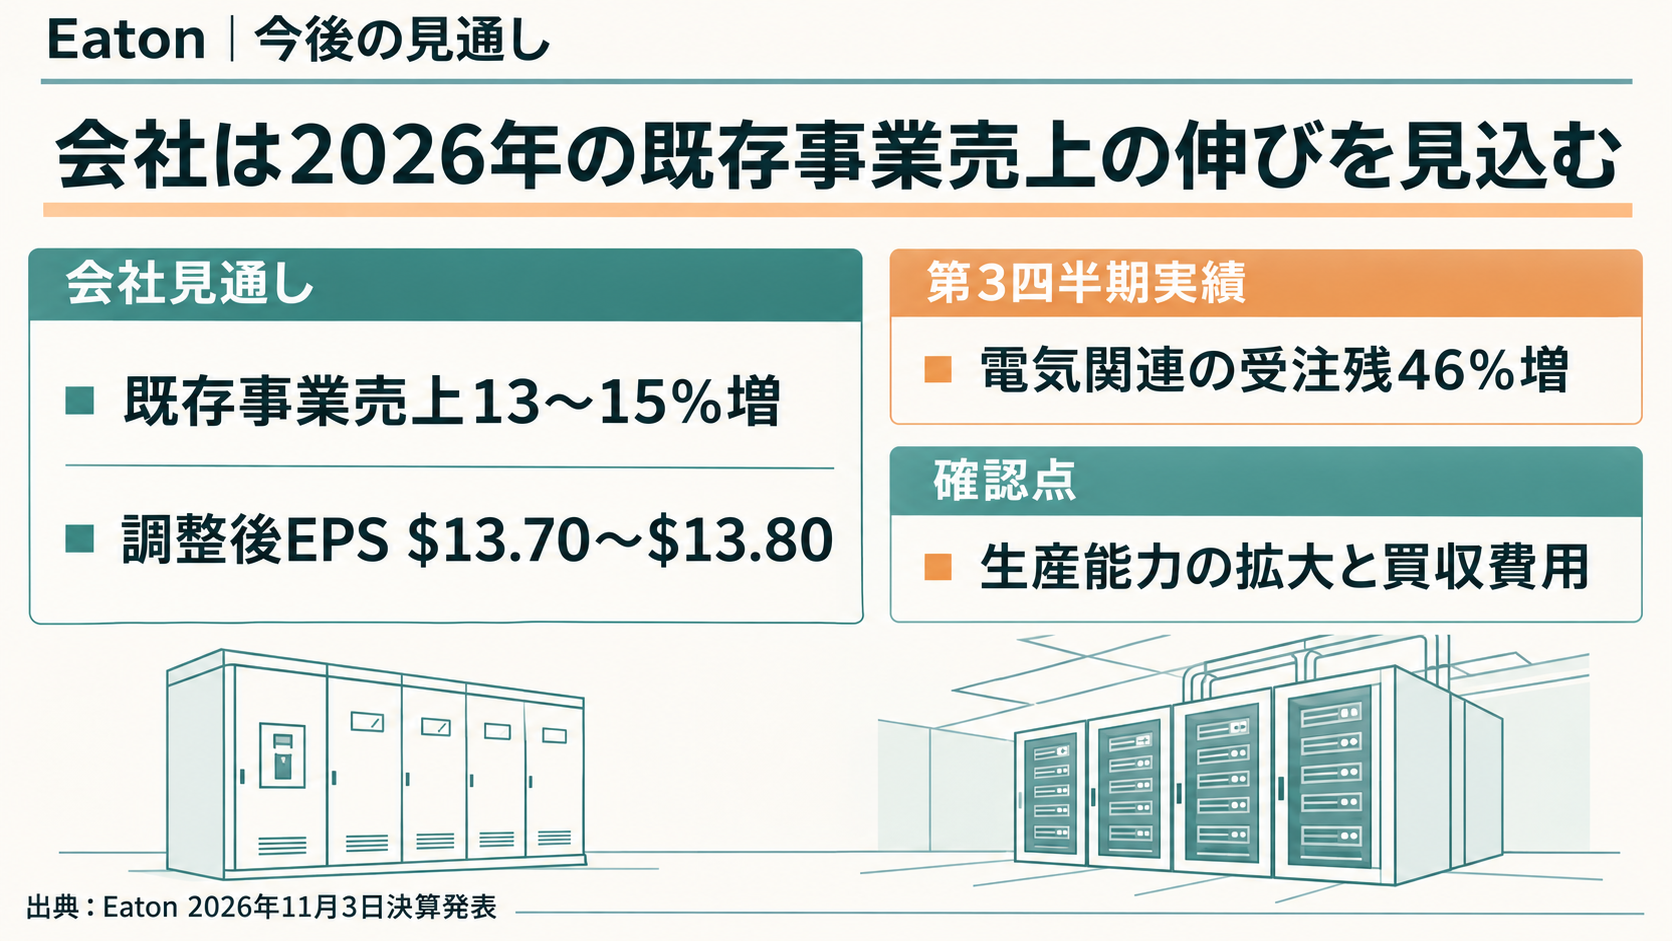 Eaton｜今後の見通し
会社は2026年の既存事業売上の伸びを見込む
会社見通し
■ 既存事業売上13～15%増
■ 調整後EPS $13.70～$13.80
第3四半期実績
■ 電気関連の受注残46%増
確認点
■ 生産能力の拡大と買収費用
出典：Eaton 2026年11月3日決算発表